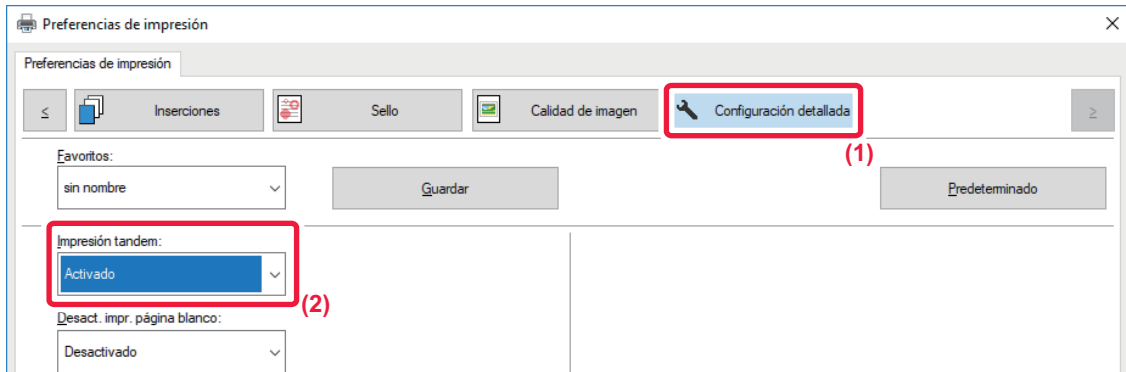 Preferencias de impresión
Preferencias de impresión
< Inserciones Sello Calidad de imagen Configuración detallada >
(1)
Favoritos:
sin nombre Guardar Predeterminado
Impresión tandem:
Activado
(2)
Desact. impr. página blanco:
Desactivado